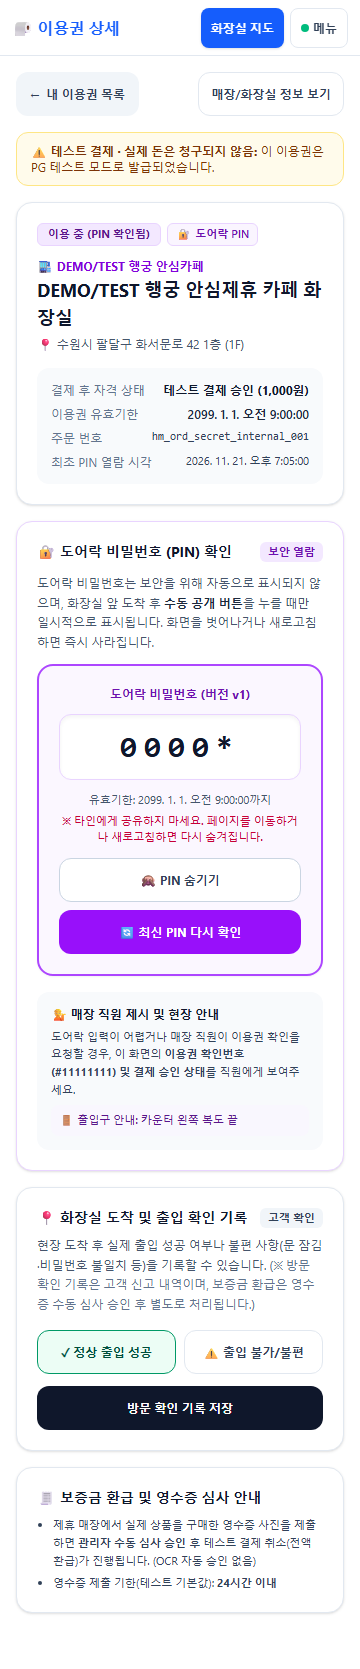 이용권 상세
화장실 지도
메뉴
← 내 이용권 목록
매장/화장실 정보 보기
⚠️ 테스트 결제 · 실제 돈은 청구되지 않음: 이 이용권은
PG 테스트 모드로 발급되었습니다.
이용 중 (PIN 확인됨)
🔐 도어락 PIN
🏪 DEMO/TEST 행궁 안심카페
DEMO/TEST 행궁 안심제휴 카페 화
장실
📍 수원시 팔달구 화서문로 42 1층 (1F)
결제 후 자격 상태 테스트 결제 승인 (1,000원)
이용권 유효기한 2099. 1. 1. 오전 9:00:00
주문 번호 hm_ord_secret_internal_001
최초 PIN 열람 시각 2026. 11. 21. 오후 7:05:00
🔐 도어락 비밀번호 (PIN) 확인
보안 열람
도어락 비밀번호는 보안을 위해 자동으로 표시되지 않
으며, 화장실 앞 도착 후 수동 공개 버튼을 누를 때만
일시적으로 표시됩니다. 화면을 벗어나거나 새로고침
하면 즉시 사라집니다.
도어락 비밀번호 (버전 v1)
0000*
유효기한: 2099. 1. 1. 오전 9:00:00까지
※ 타인에게 공유하지 마세요. 페이지를 이동하거
나 새로고침하면 다시 숨겨집니다.
🙈 PIN 숨기기
🔄 최신 PIN 다시 확인
💁 매장 직원 제시 및 현장 안내
도어락 입력이 어렵거나 매장 직원이 이용권 확인을
요청할 경우, 이 화면의 이용권 확인번호
(#11111111) 및 결제 승인 상태를 직원에게 보여주
세요.
🚪 출입구 안내: 카운터 왼쪽 복도 끝
📍 화장실 도착 및 출입 확인 기록
고객 확인
현장 도착 후 실제 출입 성공 여부나 불편 사항(문 잠김
·비밀번호 불일치 등)을 기록할 수 있습니다. (※ 방문
확인 기록은 고객 신고 내역이며, 보증금 환급은 영수
증 수동 심사 승인 후 별도로 처리됩니다.)
✓ 정상 출입 성공
⚠️ 출입 불가/불편
방문 확인 기록 저장
🧾 보증금 환급 및 영수증 심사 안내
• 제휴 매장에서 실제 상품을 구매한 영수증 사진을 제출
하면 관리자 수동 심사 승인 후 테스트 결제 취소(전액
환급)가 진행됩니다. (OCR 자동 승인 없음)
• 영수증 제출 기한(테스트 기본값): 24시간 이내